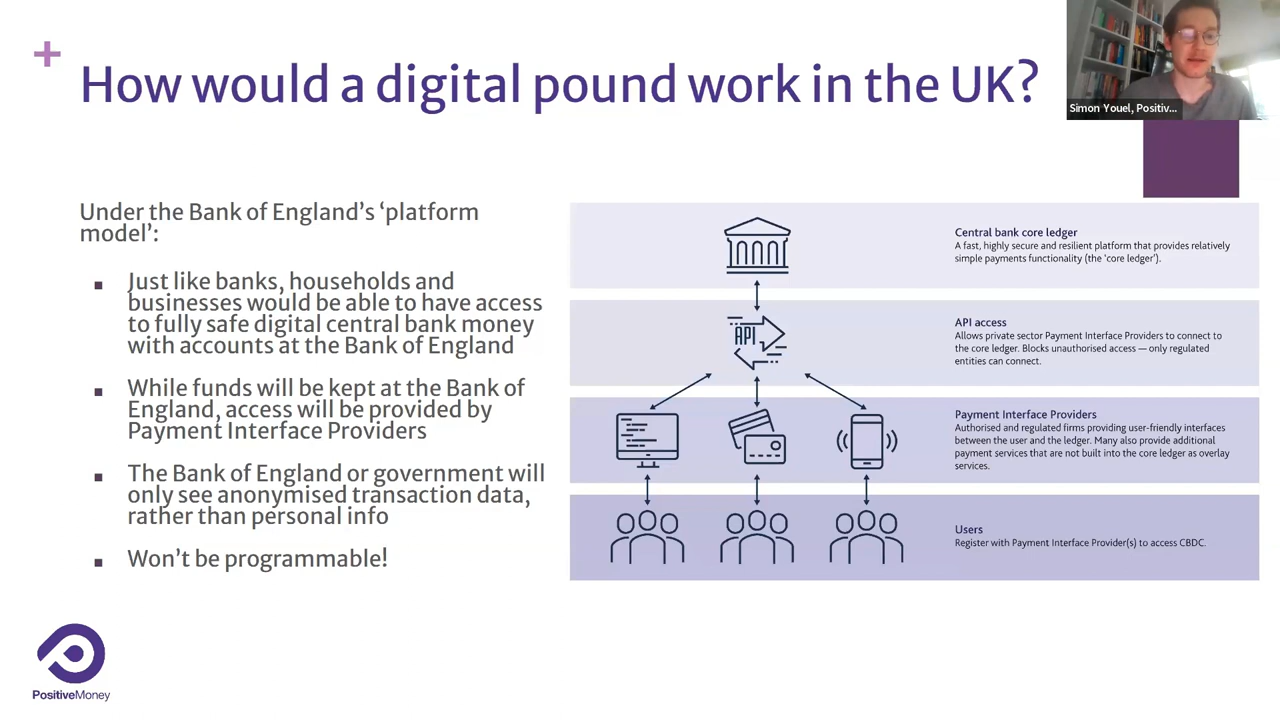 How would a digital pound work in the UK?
Simon Youel, Positiv...
Under the Bank of England’s ‘platform
model’:
Just like banks, households and
businesses would be able to have access
to fully safe digital central bank money
with accounts at the Bank of England
While funds will be kept at the Bank of
England, access will be provided by
Payment Interface Providers
The Bank of England or government will
only see anonymised transaction data,
rather than personal info
Won’t be programmable!
Central bank core ledger
A fast, highly secure and resilient platform that provides relatively
simple payments functionality (the ‘core ledger’).
API
API access
Allows private sector Payment Interface Providers to connect to
the core ledger. Blocks unauthorised access — only regulated
entities can connect.
Payment Interface Providers
Authorised and regulated firms providing user-friendly interfaces
between the user and the ledger. Many also provide additional
payment services that are not built into the core ledger as overlay
services.
Users
Register with Payment Interface Provider(s) to access CBDC.
PositiveMoney